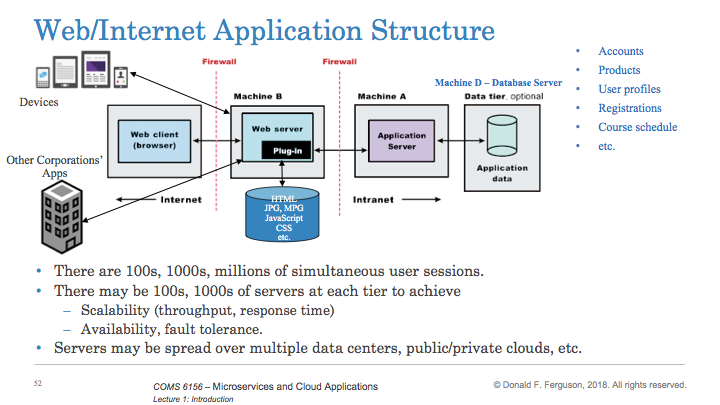 Web/Internet Application Structure
Firewall
Firewall
Devices
Machine B
Machine A
Machine D – Database Server
Data tier, optional
Web client
(browser)
Web server
Plug-in
Application
Server
Application
data
Other Corporations’
Apps
Internet
Intranet
HTML
JPG, MPG
JavaScript
CSS
etc.
• Accounts
• Products
• User profiles
• Registrations
• Course schedule
• etc.
• There are 100s, 1000s, millions of simultaneous user sessions.
• There may be 100s, 1000s of servers at each tier to achieve
– Scalability (throughput, response time)
– Availability, fault tolerance.
• Servers may be spread over multiple data centers, public/private clouds, etc.
52
COMS 6156 – Microservices and Cloud Applications
Lecture 1: Introduction
© Donald F. Ferguson, 2018. All rights reserved.